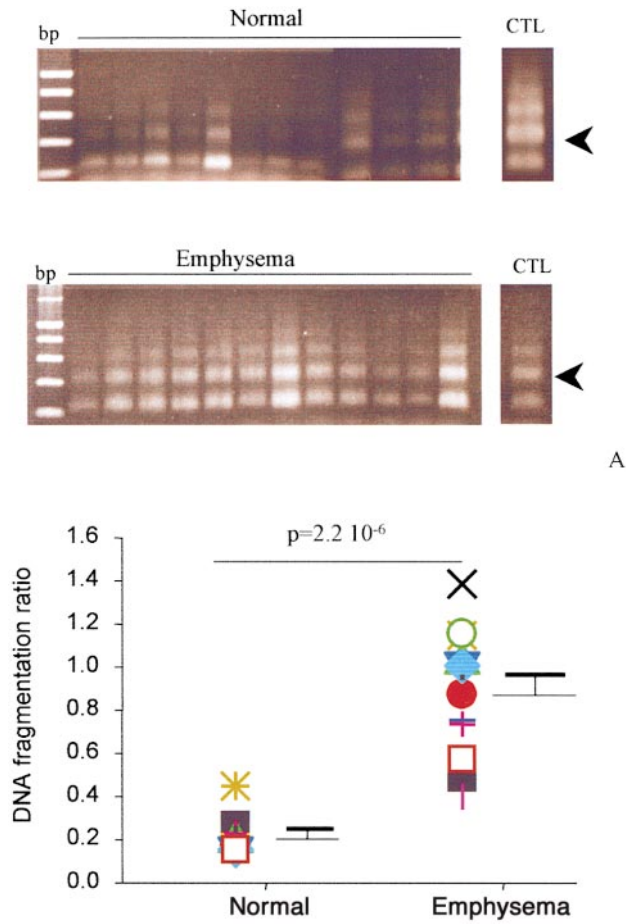 Normal
bp
CTL
Emphysema
bp
CTL
A
p=2.2 10-6
DNA fragmentation ratio
1.6
1.4
1.2
1.0
0.8
0.6
0.4
0.2
0.0
Normal
Emphysema